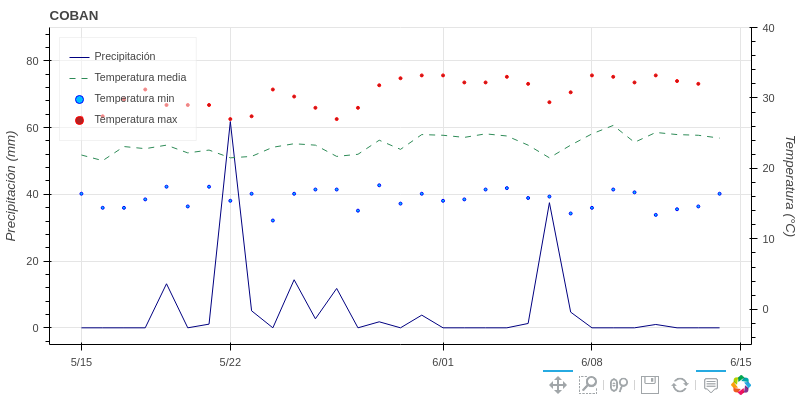 COBAN
Precipitación
Temperatura media
Temperatura min
Temperatura max
Precipitación (mm)
80
60
40
20
0
Temperatura (°C)
40
30
20
10
0
5/15
5/22
6/01
6/08
6/15